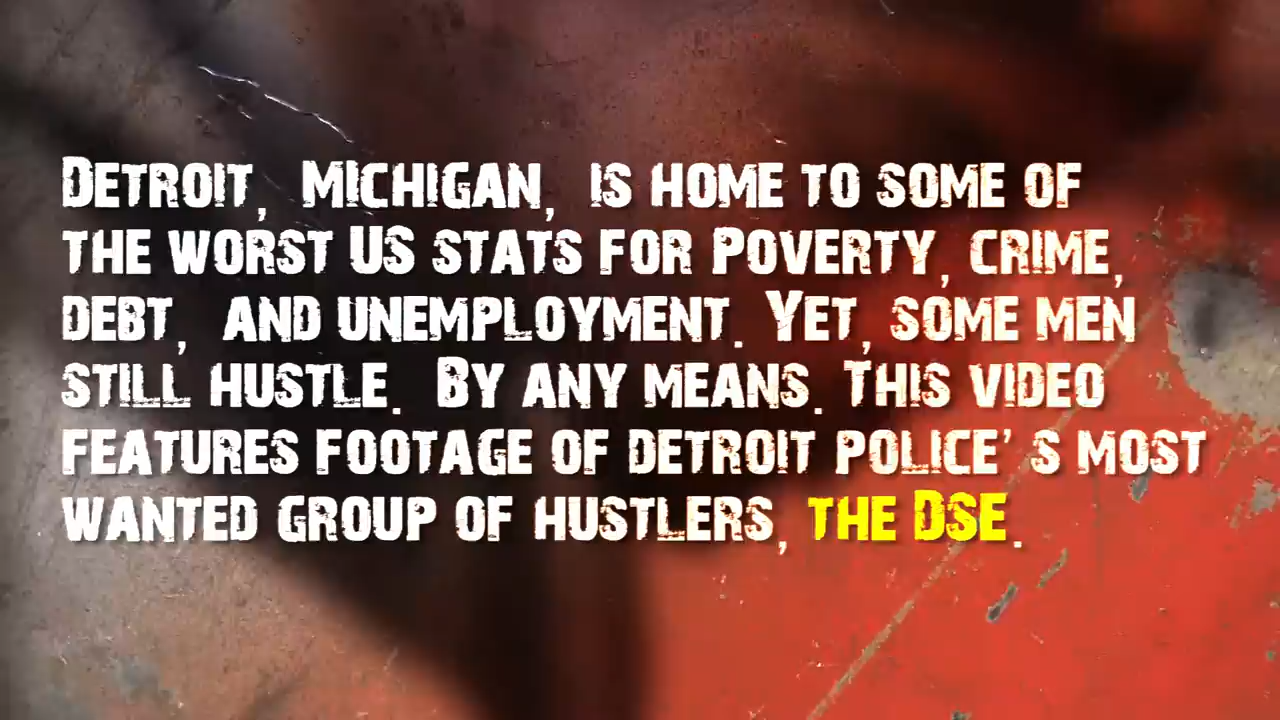 Detroit, Michigan, is home to some of
the worst US stats for Poverty, crime,
debt, and unemployment. Yet, some men
still hustle. By any means. This video
features footage of Detroit Police's most
wanted group of hustlers, the DSE.